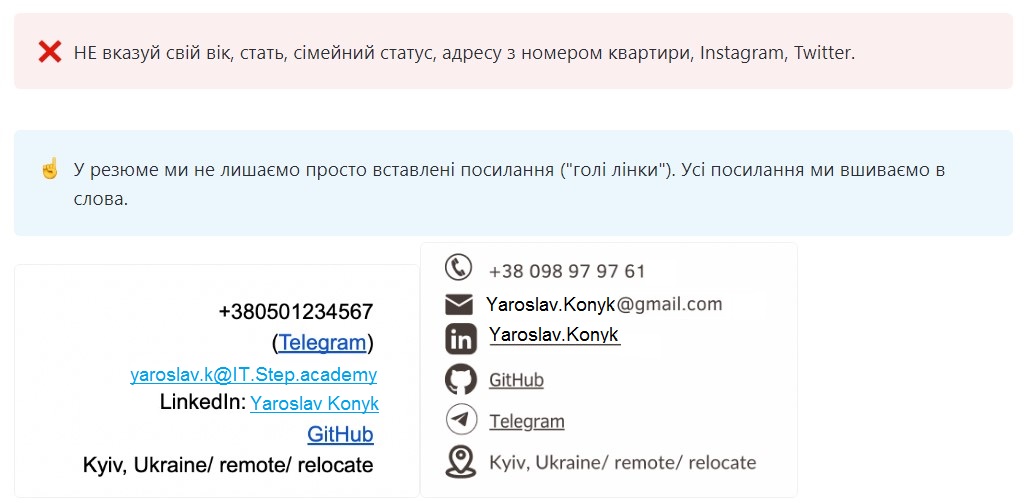 НЕ вказуй свій вік, стать, сімейний статус, адресу з номером квартири, Instagram, Twitter.
У резюме ми не лишаємо просто вставлені посилання ("голі лінки"). Усі посилання ми вшиваємо в
слова.
+380501234567
(Telegram)
yaroslav.k@IT.Step.academy
LinkedIn: Yaroslav Konyk
GitHub
Kyiv, Ukraine/ remote/ relocate
+38 098 97 97 61
Yaroslav.Konyk@gmail.com
in Yaroslav.Konyk
GitHub
Telegram
Kyiv, Ukraine/ remote/ relocate